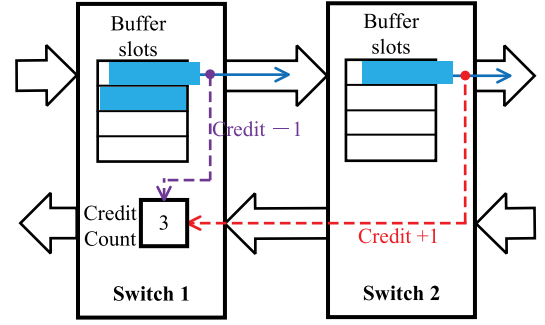 Buffer
slots
Buffer
slots
Credit －1
Credit
Count
3
Credit +1
Switch 1
Switch 2